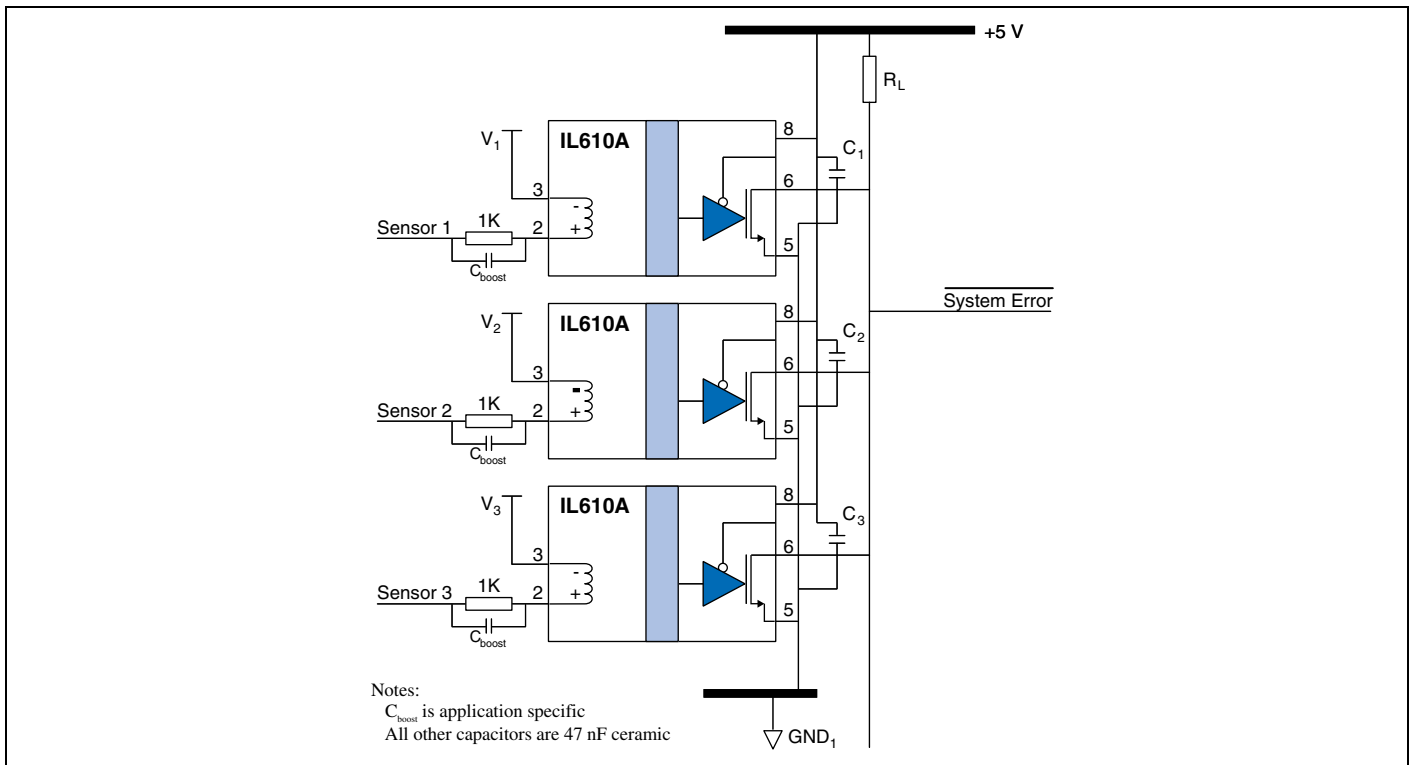 +5 V
R_L
8
C_1
V_1
IL610A
3
-
6
Sensor 1
1K
2
+
5
C_boost
System Error
8
C_2
V_2
IL610A
3
-
6
Sensor 2
1K
2
+
5
C_boost
8
C_3
V_3
IL610A
3
-
6
Sensor 3
1K
2
+
5
C_boost
Notes:
C_boost is application specific
All other capacitors are 47 nF ceramic
GND_1